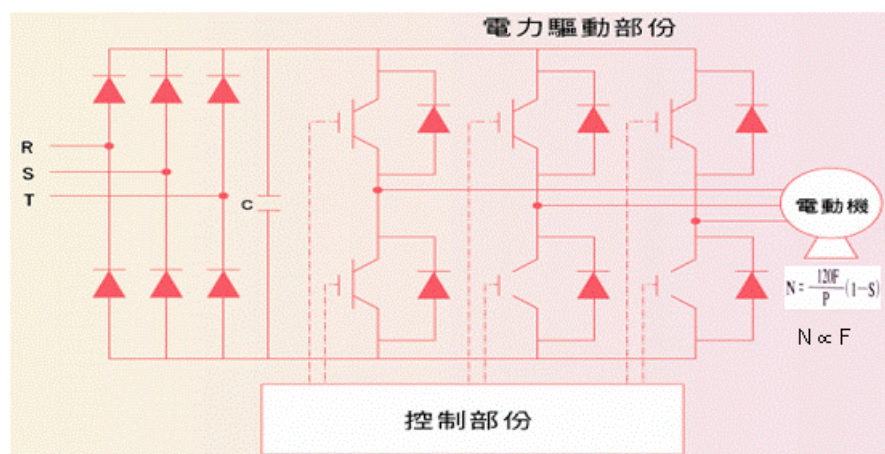 電力驅動部份
R
S
T
C
電動機
N = 120F/P (1-S)
N ∝ F
控制部份